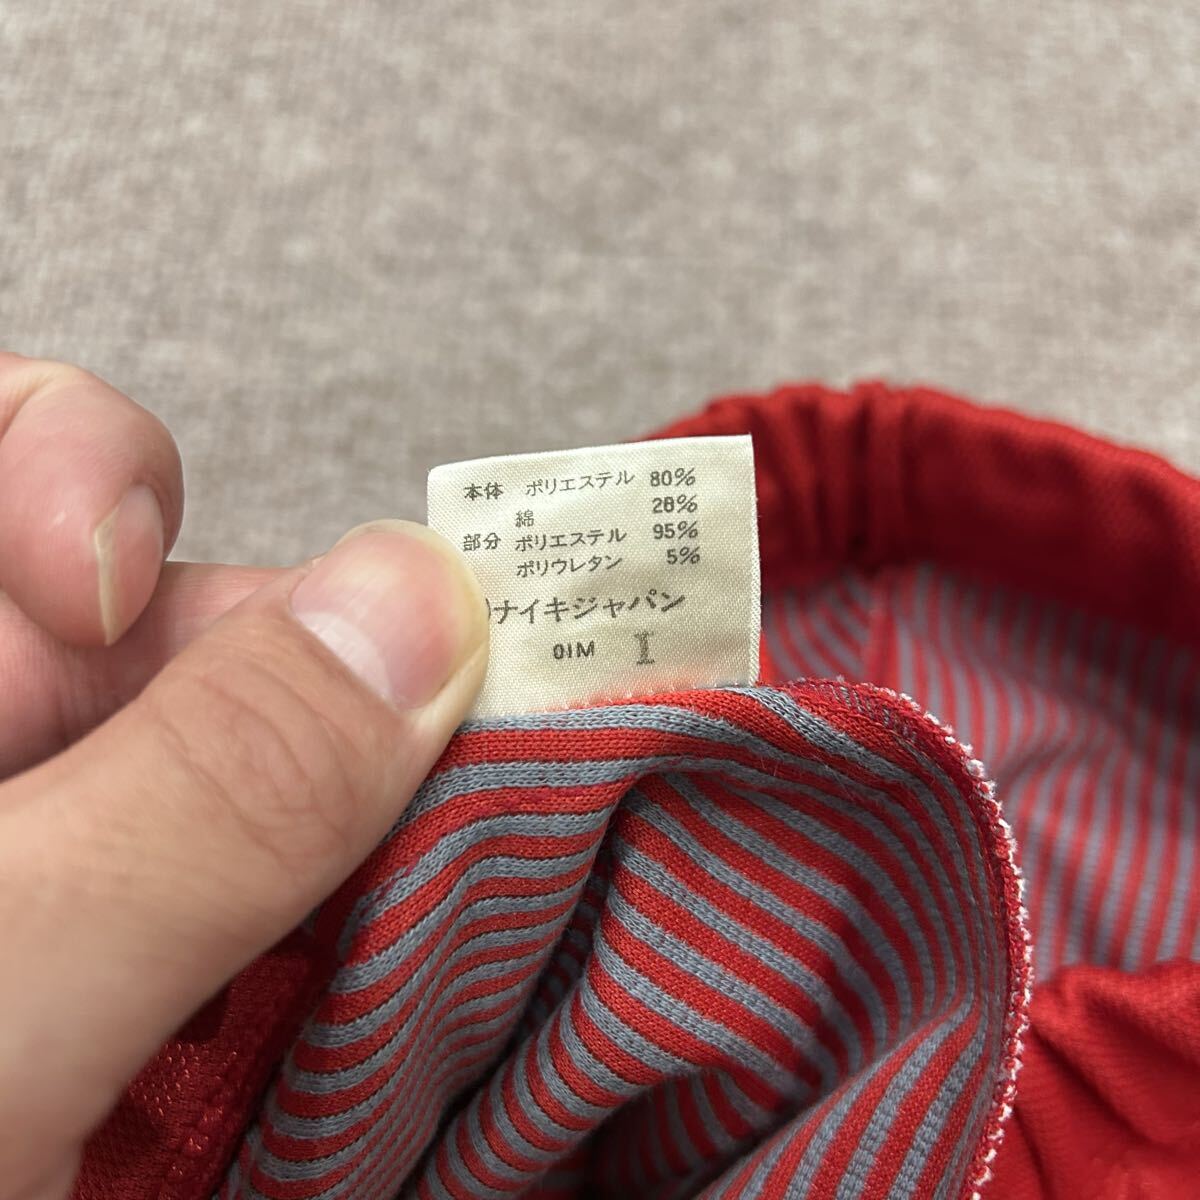 本体 ポリエステル 80%
綿 20%
部分 ポリエステル 95%
ポリウレタン 5%
)ナイキジャパン
01M I